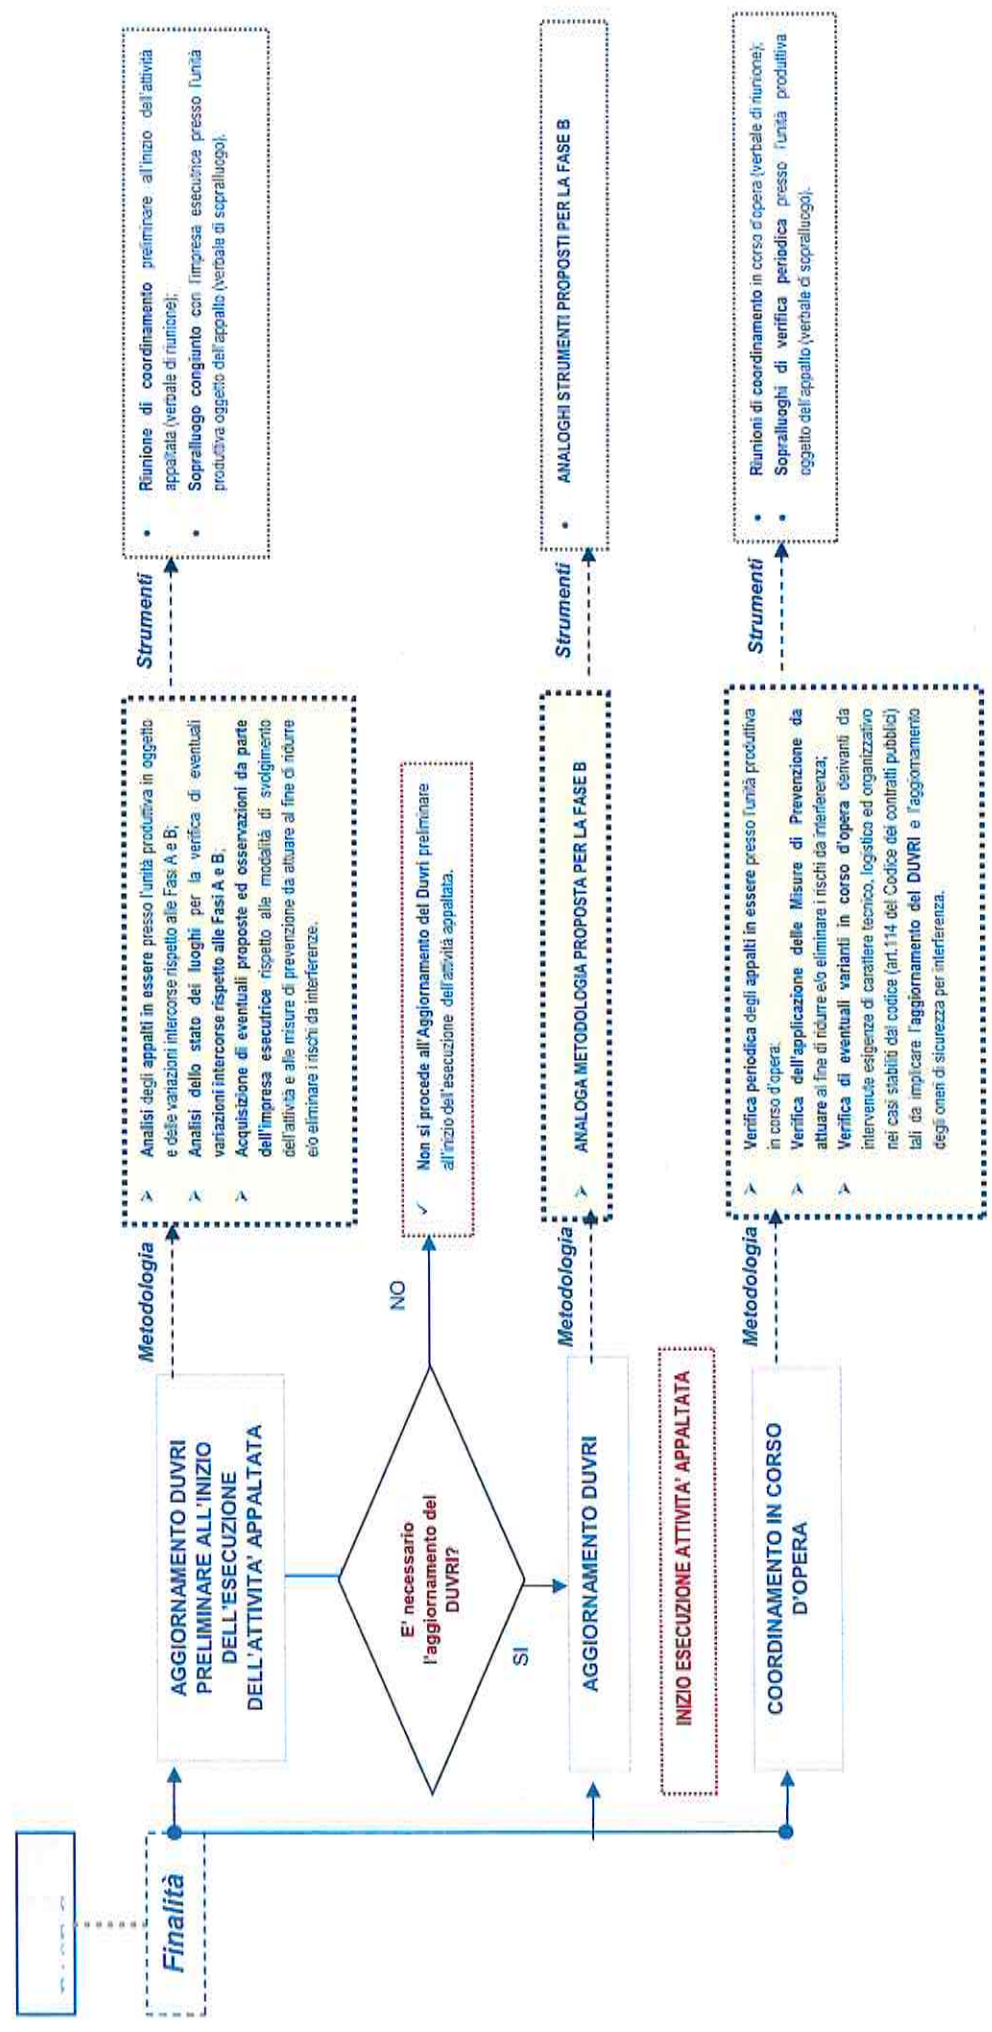 Finalità
AGGIORNAMENTO DUVRI
PRELIMINARE ALL'INIZIO
DELL'ESECUZIONE
DELL'ATTIVITA' APPALTATA
Metodologia
➢ Analisi degli appalti in essere presso l'unità produttiva in oggetto
e delle variazioni intercorse rispetto alle Fasi A e B;
➢ Analisi dello stato dei luoghi per la verifica di eventuali
variazioni intercorse rispetto alle Fasi A e B;
➢ Acquisizione di eventuali proposte ed osservazioni da parte
dell'impresa esecutrice rispetto alle modalità di svolgimento
dell'attività e alle misure di prevenzione da attuare al fine di ridurre
e/o eliminare i rischi da interferenze.
Strumenti
• Riunione di coordinamento preliminare all'inizio dell'attività
appaltata (verbale di riunione);
• Sopralluogo congiunto con l'impresa esecutrice presso l'unità
produttiva oggetto dell'appalto (verbale di sopralluogo).
E' necessario
l'aggiornamento del
DUVRI?
NO
✓ Non si procede all'Aggiornamento del Duvri preliminare
all'inizio dell'esecuzione dell'attività appaltata.
SI
AGGIORNAMENTO DUVRI
Metodologia
➢ ANALOGA METODOLOGIA PROPOSTA PER LA FASE B
Strumenti
• ANALOGHI STRUMENTI PROPOSTI PER LA FASE B
INIZIO ESECUZIONE ATTIVITA' APPALTATA
COORDINAMENTO IN CORSO
D'OPERA
Metodologia
➢ Verifica periodica degli appalti in essere presso l'unità produttiva
in corso d'opera;
➢ Verifica dell'applicazione delle Misure di Prevenzione da
attuare al fine di ridurre e/o eliminare i rischi da interferenza;
➢ Verifica di eventuali varianti in corso d'opera derivanti da
intervenute esigenze di carattere tecnico, logistico ed organizzativo
nei casi stabiliti dal codice (art.114 del Codice dei contratti pubblici)
tali da implicare l'aggiornamento del DUVRI e l'aggiornamento
degli oneri di sicurezza per interferenza.
Strumenti
• Riunioni di coordinamento in corso d'opera (verbale di riunione);
• Sopralluoghi di verifica periodica presso l'unità produttiva
oggetto dell'appalto (verbale di sopralluogo).